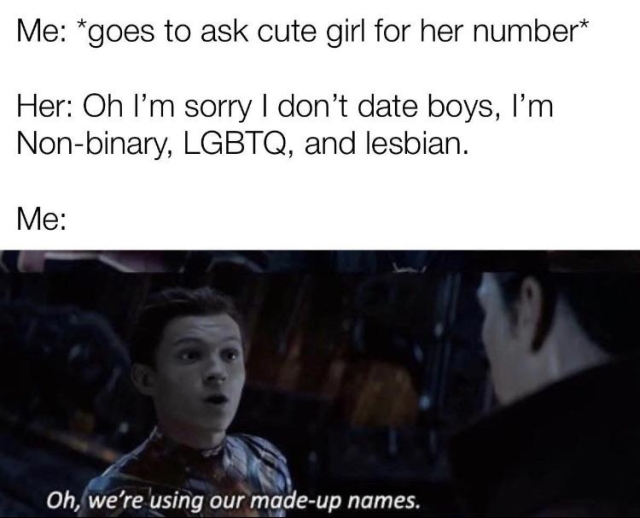 Me: *goes to ask cute girl for her number*
Her: Oh I’m sorry I don’t date boys, I’m
Non-binary, LGBTQ, and lesbian.
Me:
Oh, we're using our made-up names.